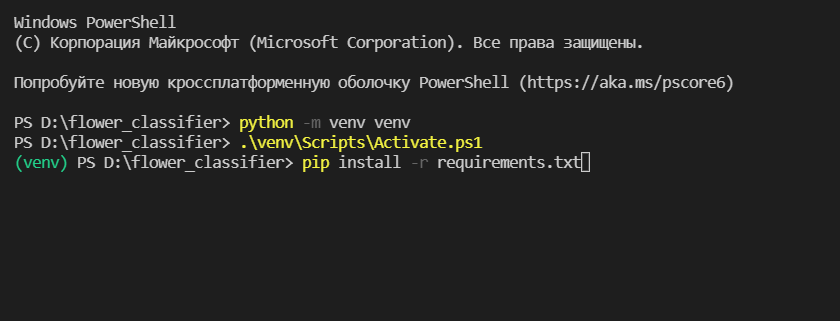 Windows PowerShell
(C) Корпорация Майкрософт (Microsoft Corporation). Все права защищены.
Попробуйте новую кроссплатформенную оболочку PowerShell (https://aka.ms/pscore6)
PS D:\flower_classifier> python -m venv venv
PS D:\flower_classifier> .\venv\Scripts\Activate.ps1
(venv) PS D:\flower_classifier> pip install -r requirements.txt